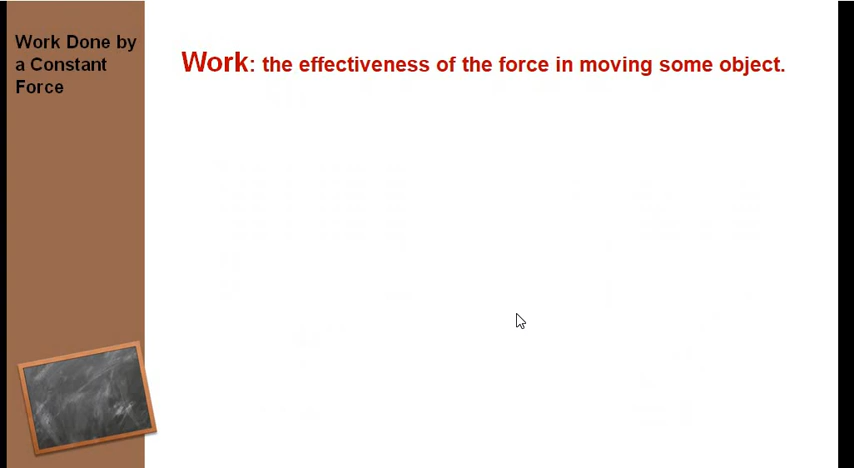 Work Done by
a Constant
Force
Work: the effectiveness of the force in moving some object.